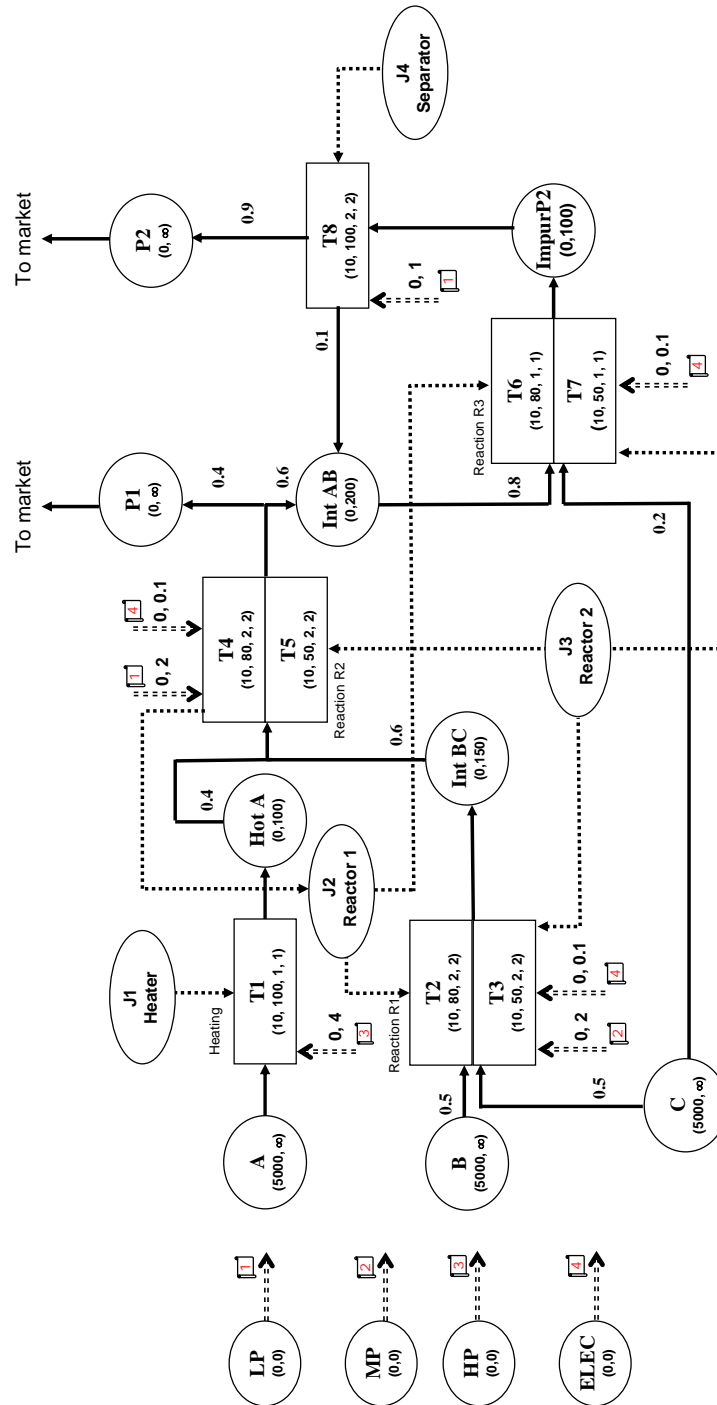 To market
To market
P1
(0, ∞)
P2
(0, ∞)
0.4
0.9
J1
Heater
1
0, 2
4
0, 0.1
LP
(0,0)
1
A
(5000, ∞)
Heating
T1
(10, 100, 1, 1)
0, 4
3
Hot A
(0,100)
0.4
T4
(10, 80, 2, 2)
T5
(10, 50, 2, 2)
Reaction R2
0.6
Int AB
(0,200)
0.1
T8
(10, 100, 2, 2)
0, 1
1
J4
Separator
MP
(0,0)
2
J2
Reactor 1
0.6
0.8
HP
(0,0)
3
B
(5000, ∞)
0.5
Reaction R1
T2
(10, 80, 2, 2)
T3
(10, 50, 2, 2)
0, 2
2
0, 0.1
4
Int BC
(0,150)
Reaction R3
T6
(10, 80, 1, 1)
T7
(10, 50, 1, 1)
0, 0.1
4
ImpurP2
(0,100)
ELEC
(0,0)
4
0.5
J3
Reactor 2
0.2
C
(5000, ∞)